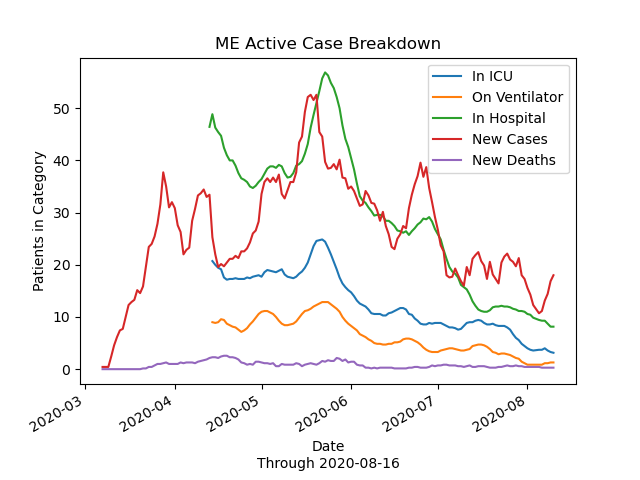 ME Active Case Breakdown
In ICU
On Ventilator
In Hospital
New Cases
New Deaths
Patients in Category
50
40
30
20
10
0
2020-03
2020-04
2020-05
2020-06
2020-07
2020-08
Date
Through 2020-08-16